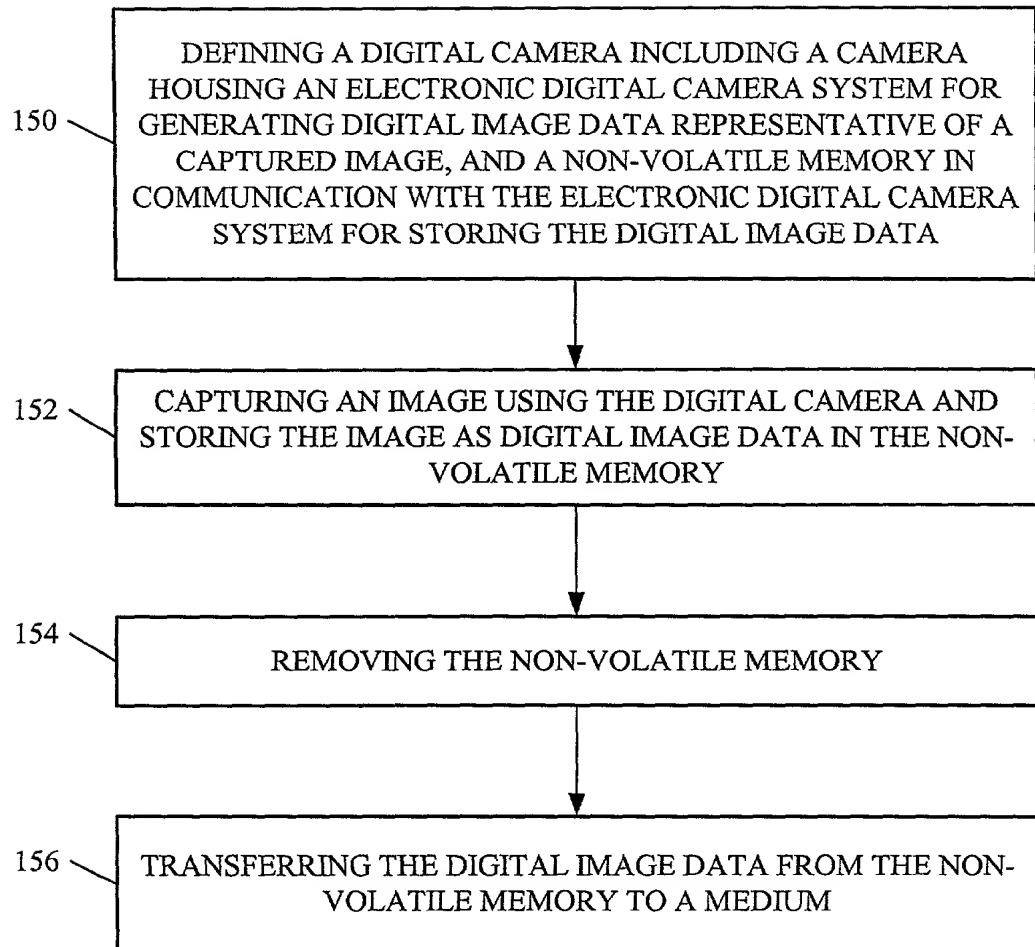 150
DEFINING A DIGITAL CAMERA INCLUDING A CAMERA
HOUSING AN ELECTRONIC DIGITAL CAMERA SYSTEM FOR
GENERATING DIGITAL IMAGE DATA REPRESENTATIVE OF A
CAPTURED IMAGE, AND A NON-VOLATILE MEMORY IN
COMMUNICATION WITH THE ELECTRONIC DIGITAL CAMERA
SYSTEM FOR STORING THE DIGITAL IMAGE DATA
152
CAPTURING AN IMAGE USING THE DIGITAL CAMERA AND
STORING THE IMAGE AS DIGITAL IMAGE DATA IN THE NON-
VOLATILE MEMORY
154
REMOVING THE NON-VOLATILE MEMORY
156
TRANSFERRING THE DIGITAL IMAGE DATA FROM THE NON-
VOLATILE MEMORY TO A MEDIUM